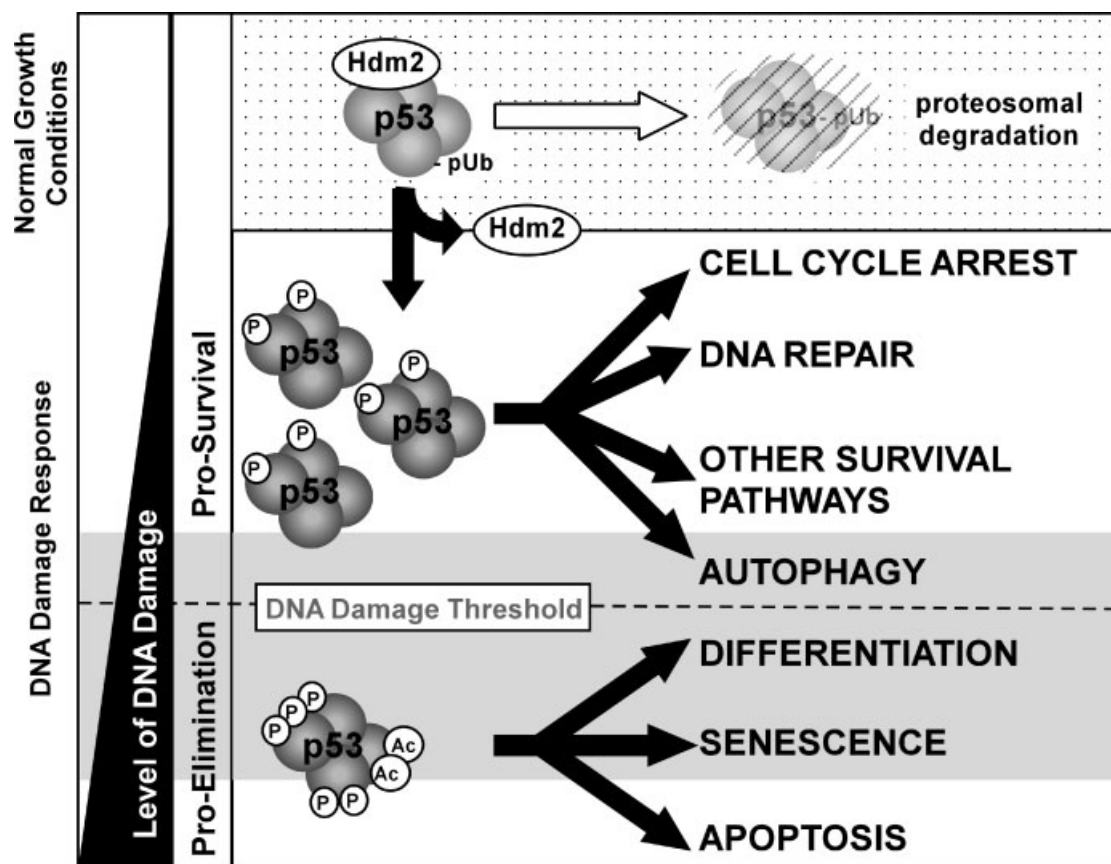 Normal Growth
Conditions
Hdm2
p53
- pUb
p53- pUb
proteosomal
degradation
Hdm2
DNA Damage Response
Level of DNA Damage
Pro-Survival
P
P
p53
P
P
p53
P
P
p53
CELL CYCLE ARREST
DNA REPAIR
OTHER SURVIVAL
PATHWAYS
AUTOPHAGY
DNA Damage Threshold
Pro-Elimination
P
P
P
p53
Ac
Ac
P
P
DIFFERENTIATION
SENESCENCE
APOPTOSIS